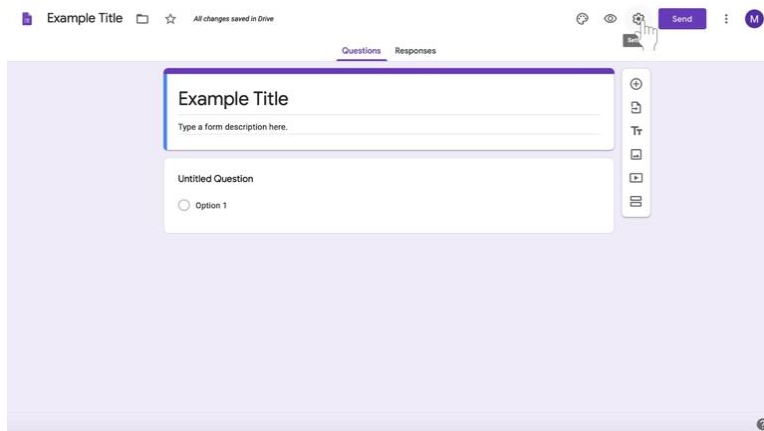 Example Title
All changes saved in Drive
Send
M
Questions
Responses
Example Title
Type a form description here.
Tт
Untitled Question
Option 1